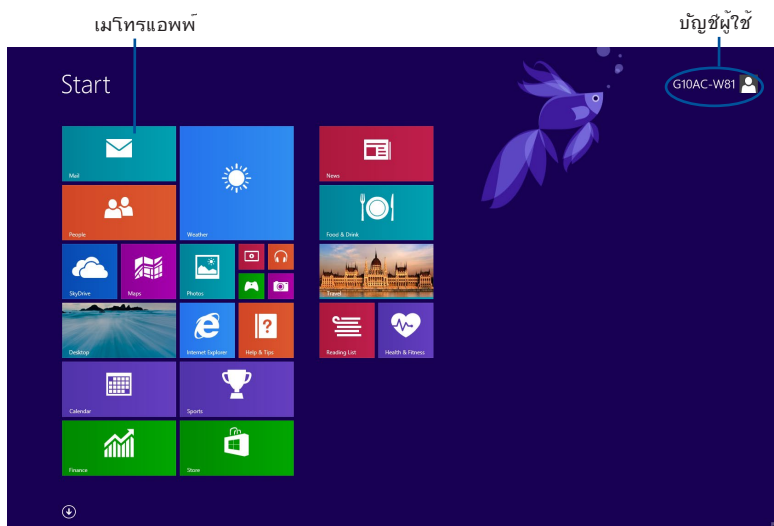 เมโทรแอพพ์
บัญชีผู้ใช้
Start
G10AC-W81
Mail
Weather
News
People
Food & Drink
SkyDrive
Maps
Photos
Travel
Desktop
Internet Explorer
Help & Tips
Reading List
Health & Fitness
Calendar
Sports
Finance
Store